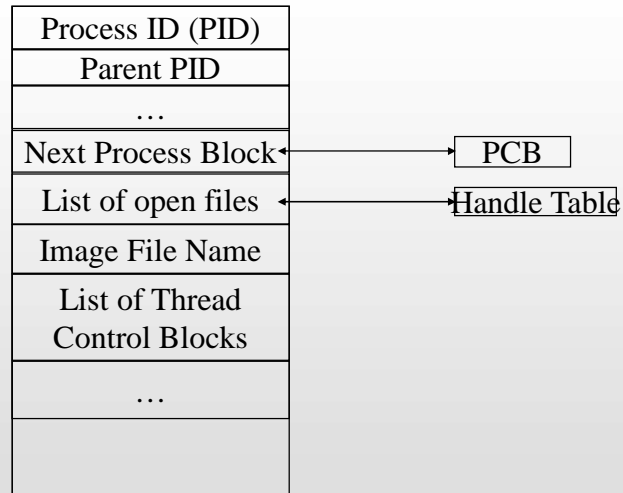 Process ID (PID)
Parent PID
…
Next Process Block
PCB
List of open files
Handle Table
Image File Name
List of Thread
Control Blocks
…